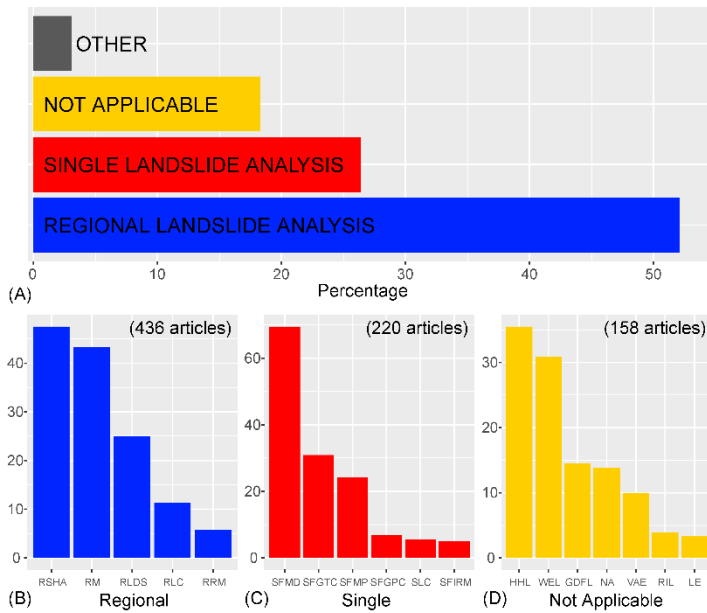 OTHER
NOT APPLICABLE
SINGLE LANDSLIDE ANALYSIS
REGIONAL LANDSLIDE ANALYSIS
0 10 20 30 40 50
(A) Percentage
(436 articles)
40
30
20
10
0
RSHA RM RLDS RLC RRM
(B) Regional
(220 articles)
60
40
20
0
SFMD SFGTC SFMP SFGPC SLC SFIRM
(C) Single
(158 articles)
30
20
10
0
HHL WEL GDFL NA VAE RIL LE
(D) Not Applicable